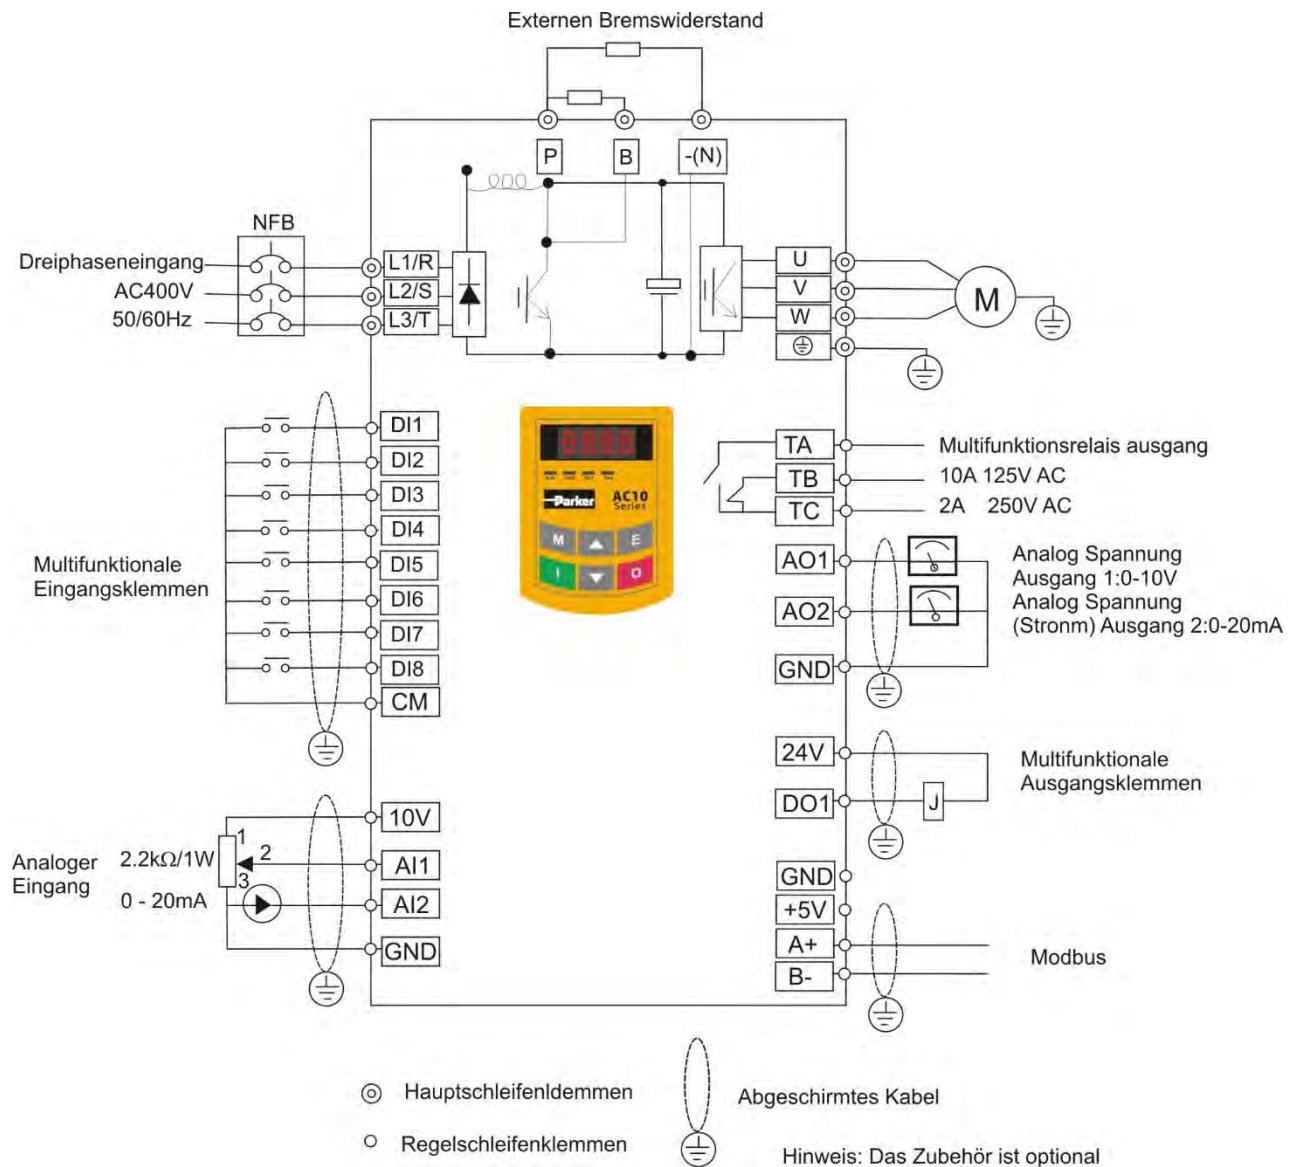 Externen Bremswiderstand
P
B
-(N)
NFB
Dreiphaseneingang
AC400V
50/60Hz
L1/R
L2/S
L3/T
U
V
W
M
DI1
DI2
DI3
DI4
DI5
DI6
DI7
DI8
CM
Multifunktionale
Eingangsklemmen
Parker
AC10
Series
M
E
I
O
TA
TB
TC
Multifunktionsrelais ausgang
10A 125V AC
2A 250V AC
AO1
AO2
GND
Analog Spannung
Ausgang 1:0-10V
Analog Spannung
(Stronm) Ausgang 2:0-20mA
24V
DO1
J
Multifunktionale
Ausgangsklemmen
10V
AI1
AI2
GND
Analoger
Eingang
2.2kΩ/1W
0 - 20mA
1
2
3
GND
+5V
A+
B-
Modbus
Hauptschleifenldemmen
Regelschleifenklemmen
Abgeschirmtes Kabel
Hinweis: Das Zubehör ist optional